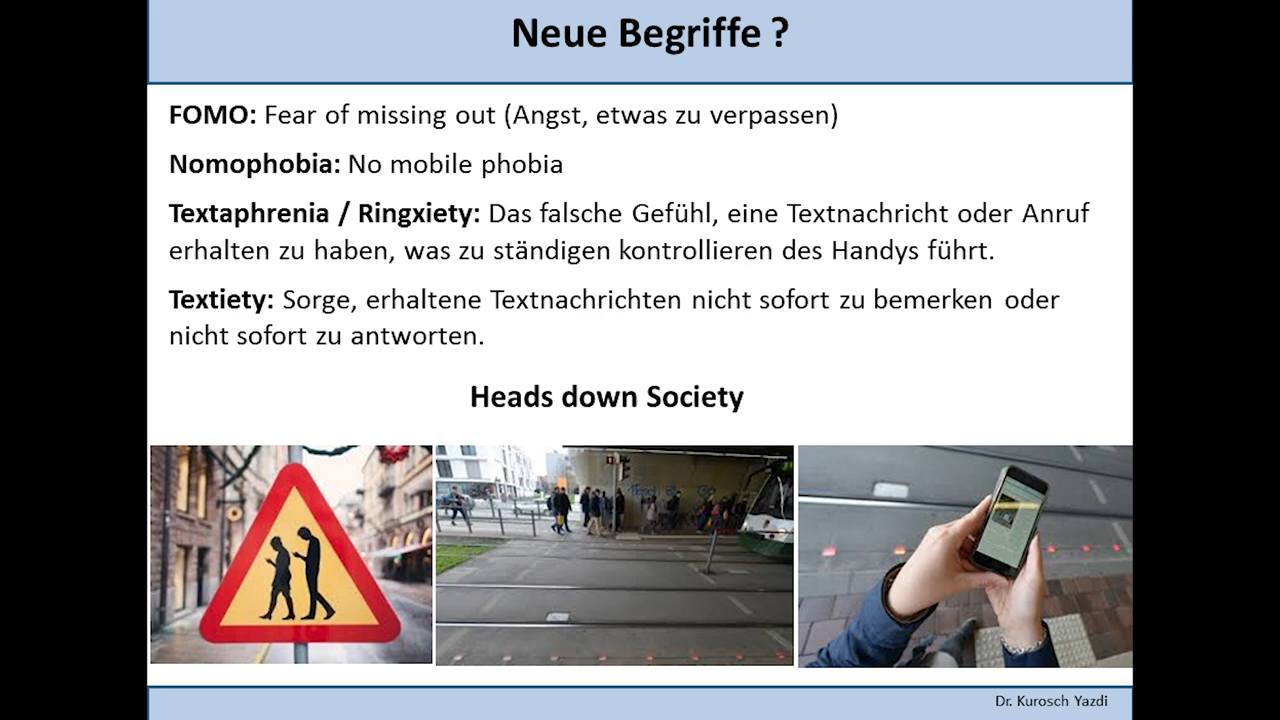 Neue Begriffe ?
FOMO: Fear of missing out (Angst, etwas zu verpassen)
Nomophobia: No mobile phobia
Textaphrenia / Ringxiety: Das falsche Gefühl, eine Textnachricht oder Anruf
erhalten zu haben, was zu ständigen kontrollieren des Handys führt.
Textiety: Sorge, erhaltene Textnachrichten nicht sofort zu bemerken oder
nicht sofort zu antworten.
Heads down Society
Dr. Kurosch Yazdi